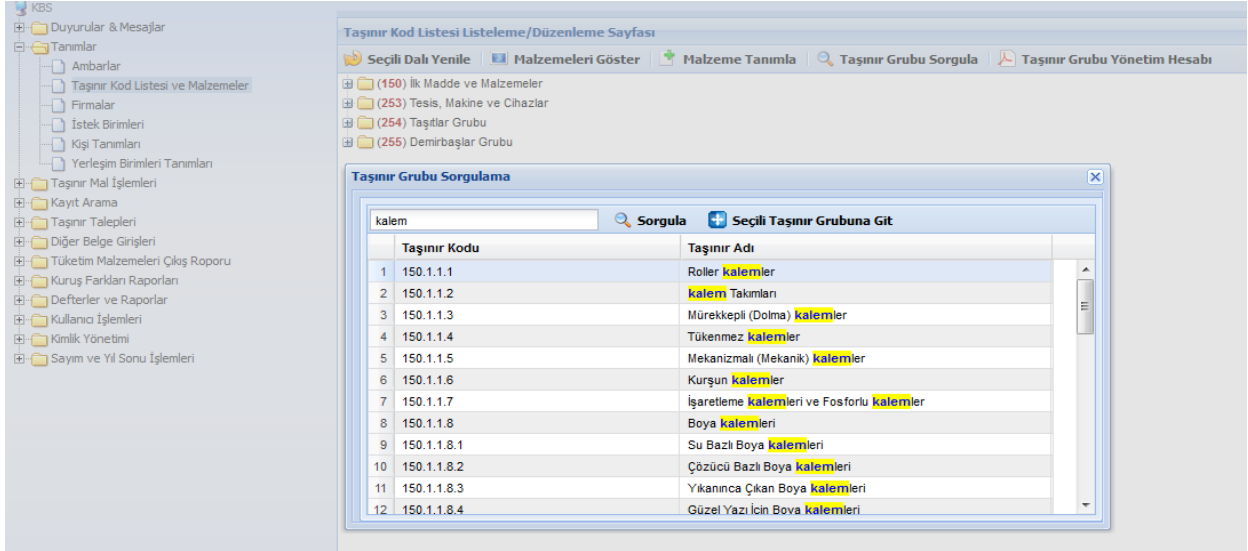 KBS
Duyurular & Mesajlar
Tanımlar
Ambarlar
Taşınır Kod Listesi ve Malzemeler
Firmalar
İstek Birimleri
Kişi Tanımları
Yerleşim Birimleri Tanımları
Taşınır Mal İşlemleri
Kayıt Arama
Taşınır Talepleri
Diğer Belge Girişleri
Tüketim Malzemeleri Çıkış Roporu
Kuruş Farkları Raporları
Defterler ve Raporlar
Kullanıcı İşlemleri
Kimlik Yönetimi
Sayım ve Yıl Sonu İşlemleri
Taşınır Kod Listesi Listeleme/Düzenleme Sayfası
Seçili Dalı Yenile Malzemeleri Göster Malzeme Tanımla Taşınır Grubu Sorgula Taşınır Grubu Yönetim Hesabı
(150) İlk Madde ve Malzemeler
(253) Tesis, Makine ve Cihazlar
(254) Taşıtlar Grubu
(255) Demirbaşlar Grubu
Taşınır Grubu Sorgulama
kalem Sorgula Seçili Taşınır Grubuna Git
Taşınır Kodu Taşınır Adı
1 150.1.1.1 Roller kalemler
2 150.1.1.2 kalem Takımları
3 150.1.1.3 Mürekkepli (Dolma) kalemler
4 150.1.1.4 Tükenmez kalemler
5 150.1.1.5 Mekanizmalı (Mekanik) kalemler
6 150.1.1.6 Kurşun kalemler
7 150.1.1.7 İşaretleme kalemleri ve Fosforlu kalemler
8 150.1.1.8 Boya kalemleri
9 150.1.1.8.1 Su Bazlı Boya kalemleri
10 150.1.1.8.2 Çözücü Bazlı Boya kalemleri
11 150.1.1.8.3 Yıkanınca Çıkan Boya kalemleri
12 150.1.1.8.4 Güzel Yazı İçin Boya kalemleri